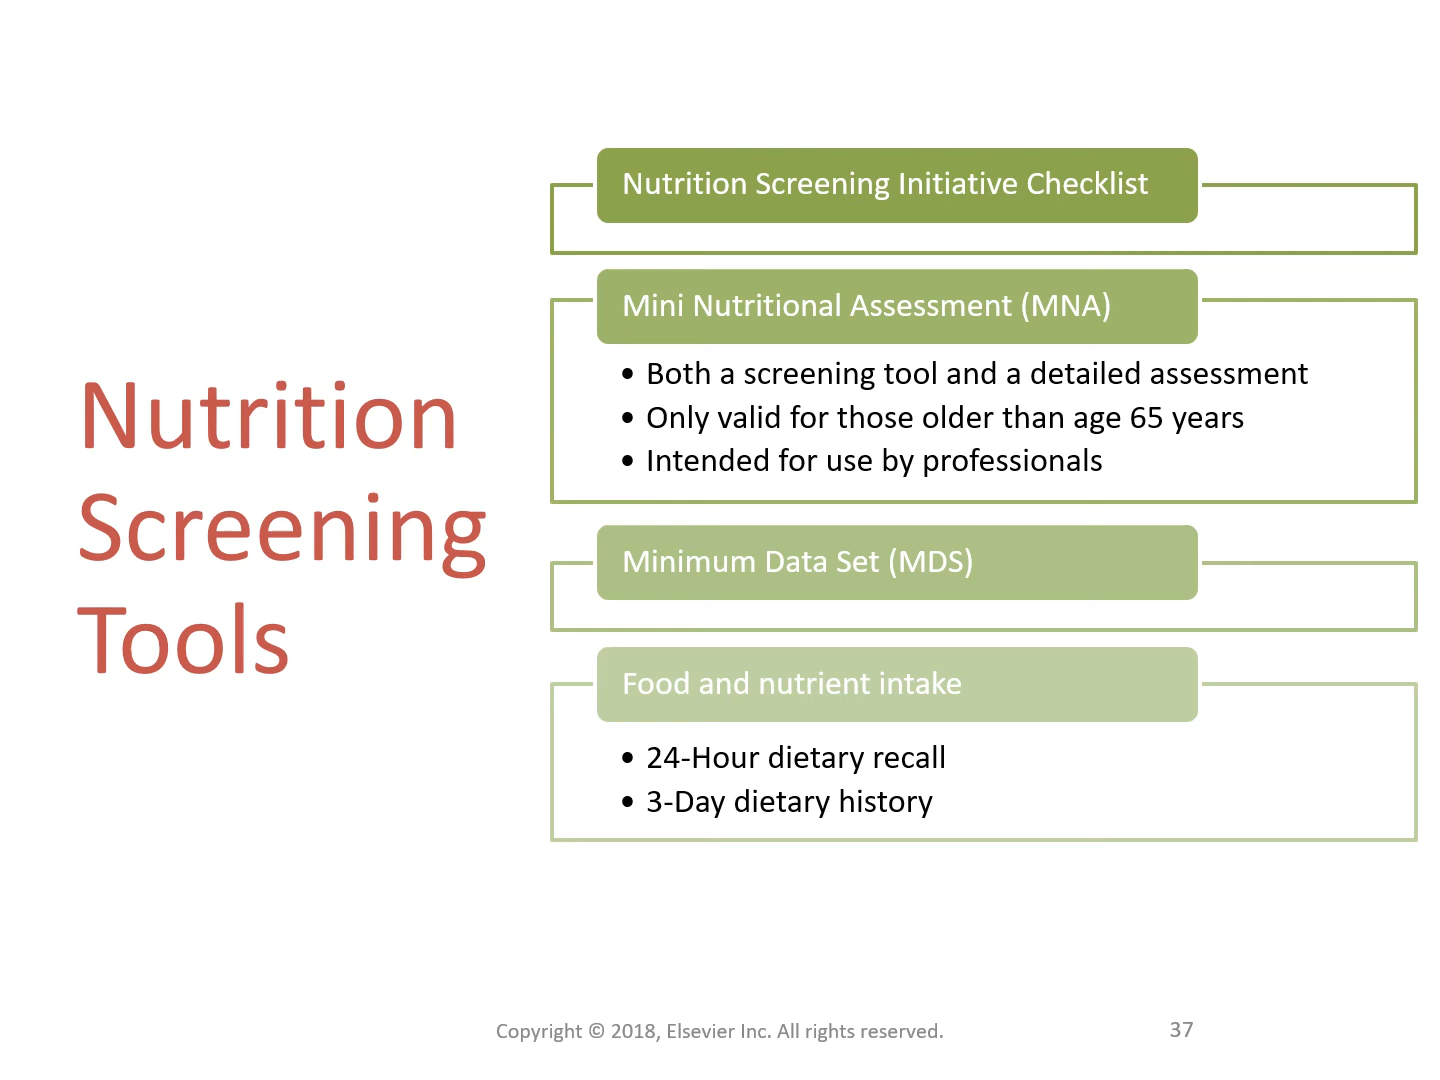 Nutrition
Screening
Tools
Nutrition Screening Initiative Checklist
Mini Nutritional Assessment (MNA)
• Both a screening tool and a detailed assessment
• Only valid for those older than age 65 years
• Intended for use by professionals
Minimum Data Set (MDS)
Food and nutrient intake
• 24-Hour dietary recall
• 3-Day dietary history
Copyright © 2018, Elsevier Inc. All rights reserved.
37